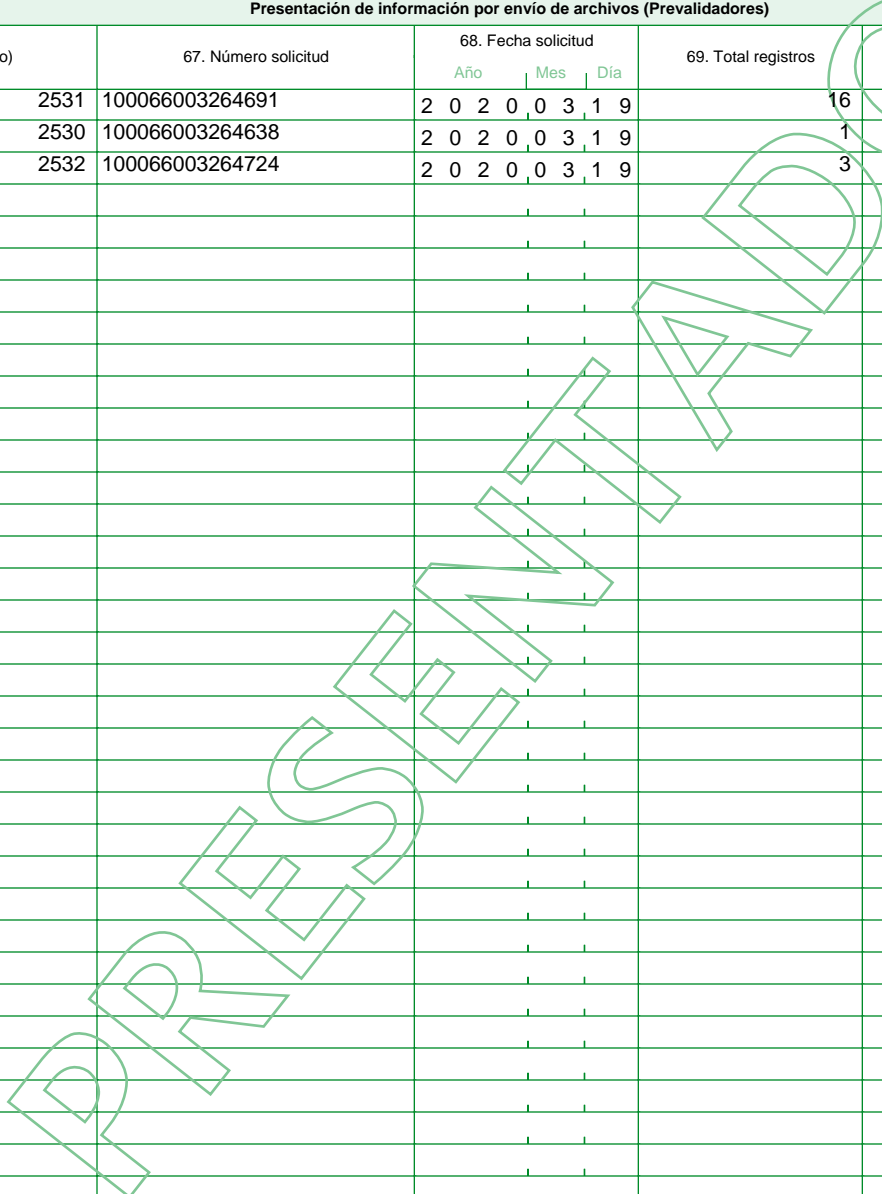 Presentación de información por envío de archivos (Prevalidadores)
o) 67. Número solicitud 68. Fecha solicitud 69. Total registros
Año Mes Día
2531 100066003264691 2 0 2 0 0 3 1 9 16
2530 100066003264638 2 0 2 0 0 3 1 9 1
2532 100066003264724 2 0 2 0 0 3 1 9 3
PRESENTADO